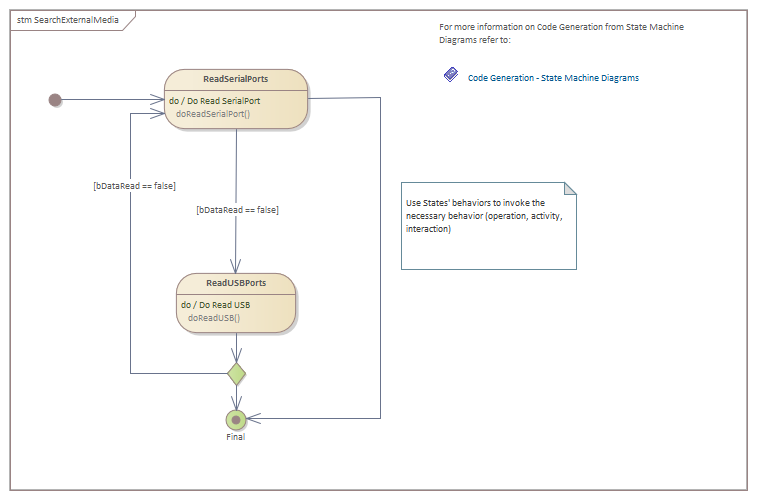 stm SearchExternalMedia
For more information on Code Generation from State Machine
Diagrams refer to:
Code Generation - State Machine Diagrams
ReadSerialPorts
do / Do Read SerialPort
doReadSerialPort()
[bDataRead == false]
[bDataRead == false]
Use States' behaviors to invoke the
necessary behavior (operation, activity,
interaction)
ReadUSBPorts
do / Do Read USB
doReadUSB()
Final